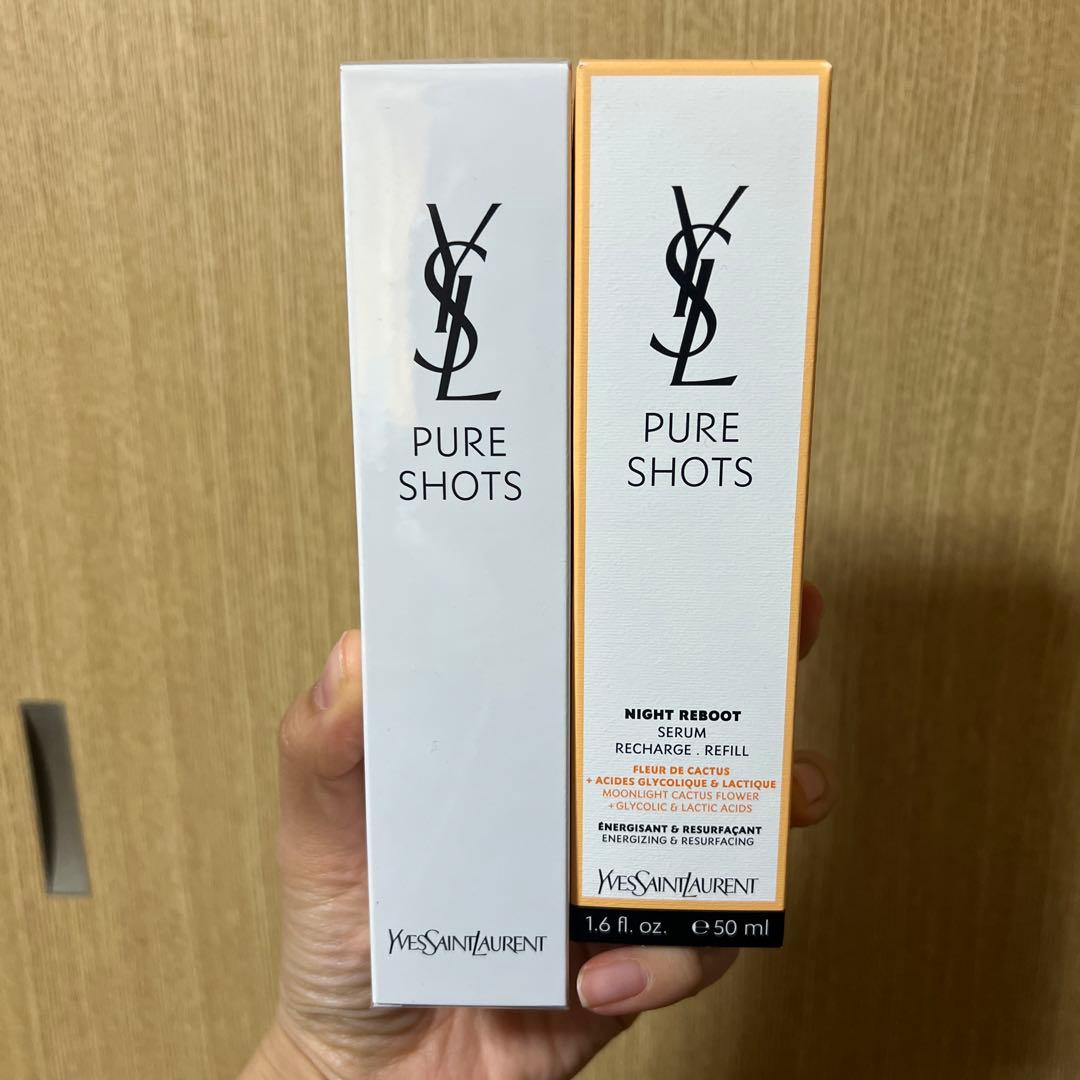 YSL
PURE
SHOTS
YVESSAINTLAURENT
YSL
PURE
SHOTS
NIGHT REBOOT
SERUM
RECHARGE . REFILL
FLEUR DE CACTUS
+ ACIDES GLYCOLIQUE & LACTIQUE
MOONLIGHT CACTUS FLOWER
+ GLYCOLIC & LACTIC ACIDS
ÉNERGISANT & RESURFAÇANT
ENERGIZING & RESURFACING
YVESSAINTLAURENT
1.6 fl. oz. ℮ 50 ml